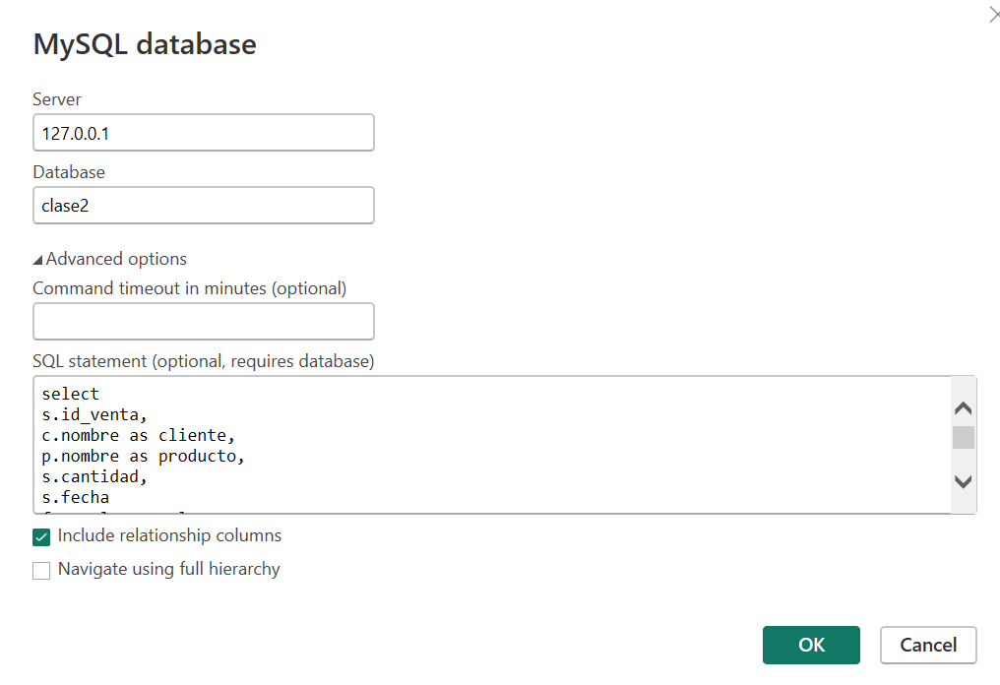 MySQL database
Server
127.0.0.1
Database
clase2
Advanced options
Command timeout in minutes (optional)
SQL statement (optional, requires database)
select
s.id_venta,
c.nombre as cliente,
p.nombre as producto,
s.cantidad,
s.fecha
Include relationship columns
Navigate using full hierarchy
OK
Cancel